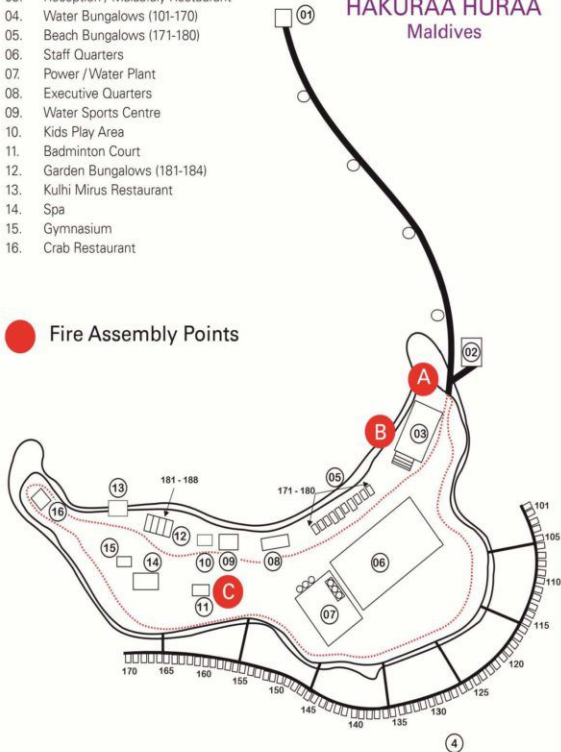 HAKURAA HURAA
Maldives
04. Water Bungalows (101-170)
05. Beach Bungalows (171-180)
06. Staff Quarters
07. Power / Water Plant
08. Executive Quarters
09. Water Sports Centre
10. Kids Play Area
11. Badminton Court
12. Garden Bungalows (181-184)
13. Kulhi Mirus Restaurant
14. Spa
15. Gymnasium
16. Crab Restaurant
Fire Assembly Points
01
02
A
B
03
05
171 - 180
181 - 188
13
16
12
10
09
08
06
15
14
11
C
07
101
105
110
115
120
125
130
135
140
145
150
155
160
165
170
4